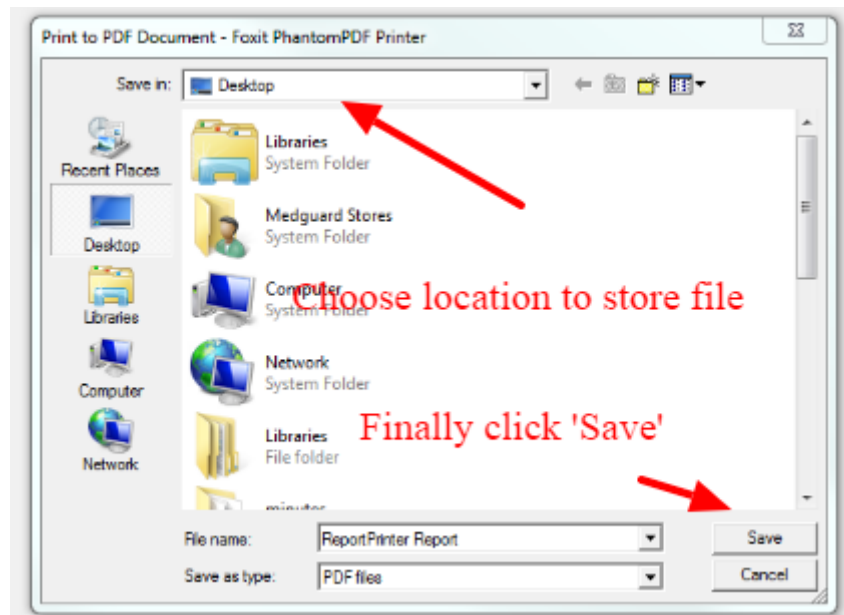 Print to PDF Document - Foxit PhantomPDF Printer
Save in:
Desktop
Recent Places
Desktop
Libraries
Computer
Network
Libraries
System Folder
Medguard Stores
System Folder
Computer
System Folder
Choose location to store file
Network
System Folder
Finally click 'Save'
Libraries
File folder
minutes
File name:
ReportPrinter Report
Save
Save as type:
PDF files
Cancel